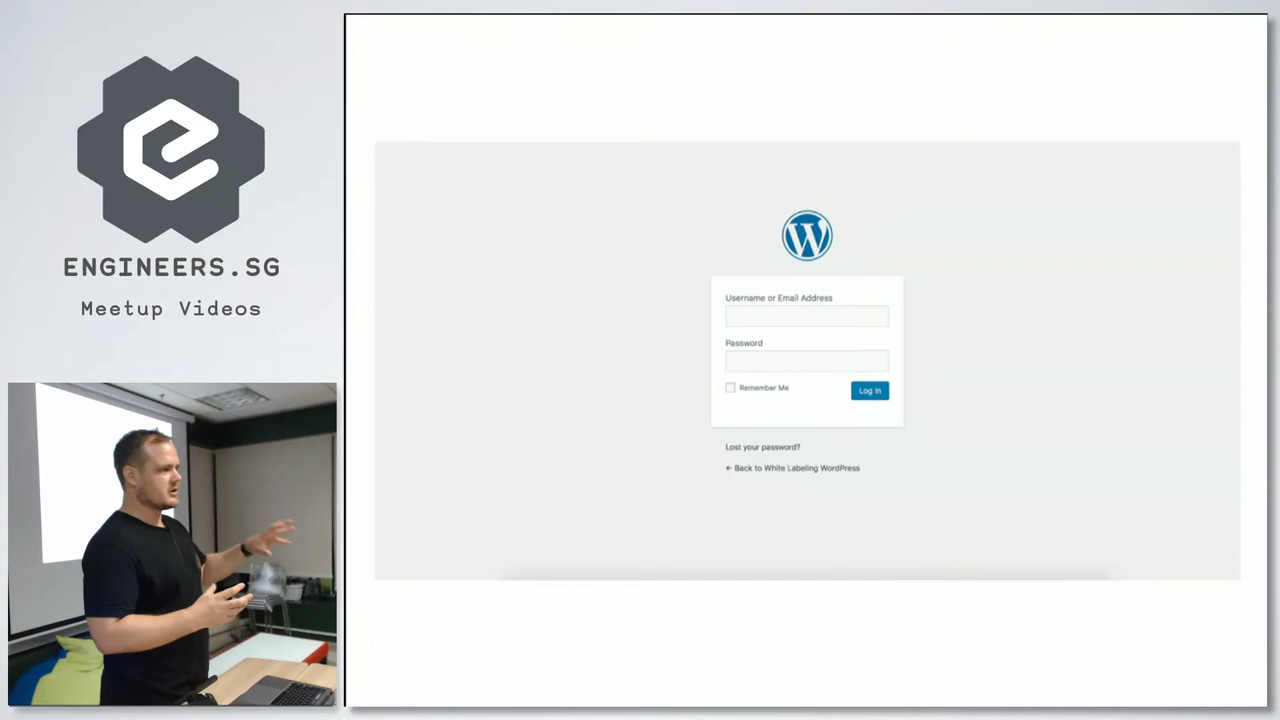 ENGINEERS.SG
Meetup Videos
Username or Email Address
Password
Remember Me
Log In
Lost your password?
← Back to White Labeling WordPress